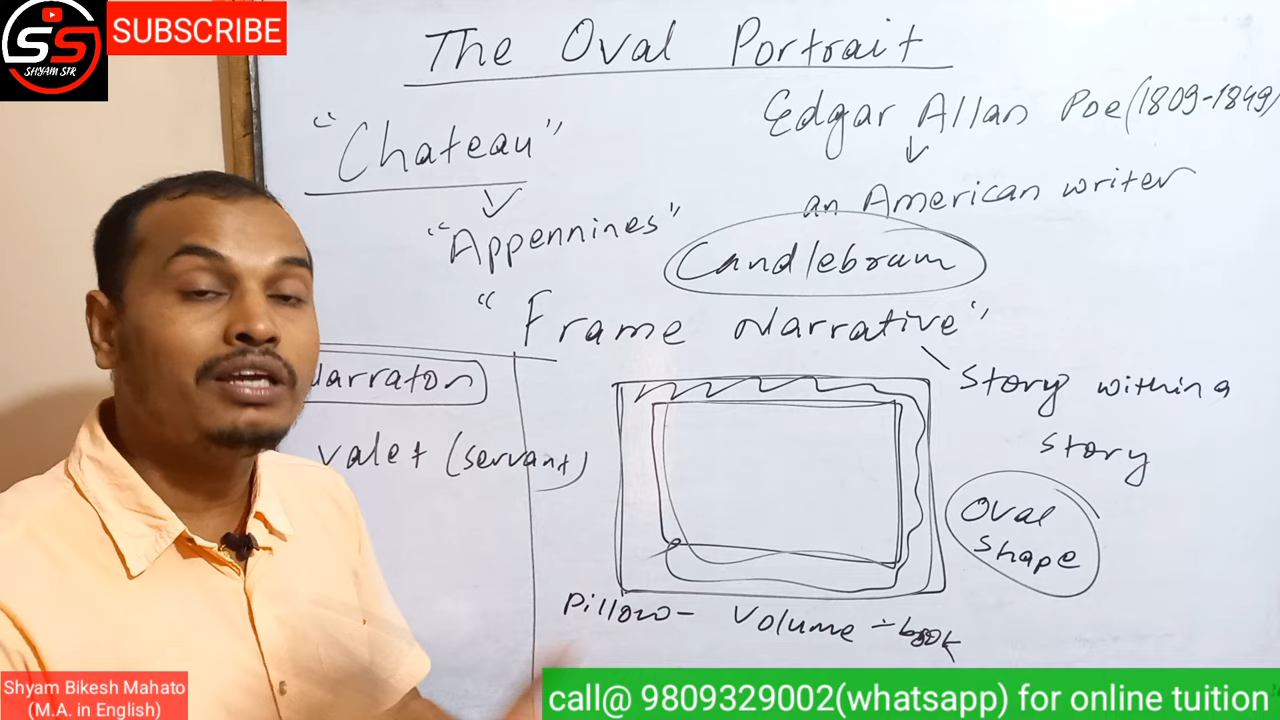 SS
SHYAM SIR
SUBSCRIBE
The Oval Portrait
Edgar Allan Poe (1809-1849)
an American writer
"Chateau"
"Appennines"
Candlebram
"Frame Narrative"
Story within a
story
Narrator
valet (servant)
Oval
shape
Pillow - Volume - book
Shyam Bikesh Mahato
(M.A. in English)
call@ 9809329002(whatsapp) for online tuition